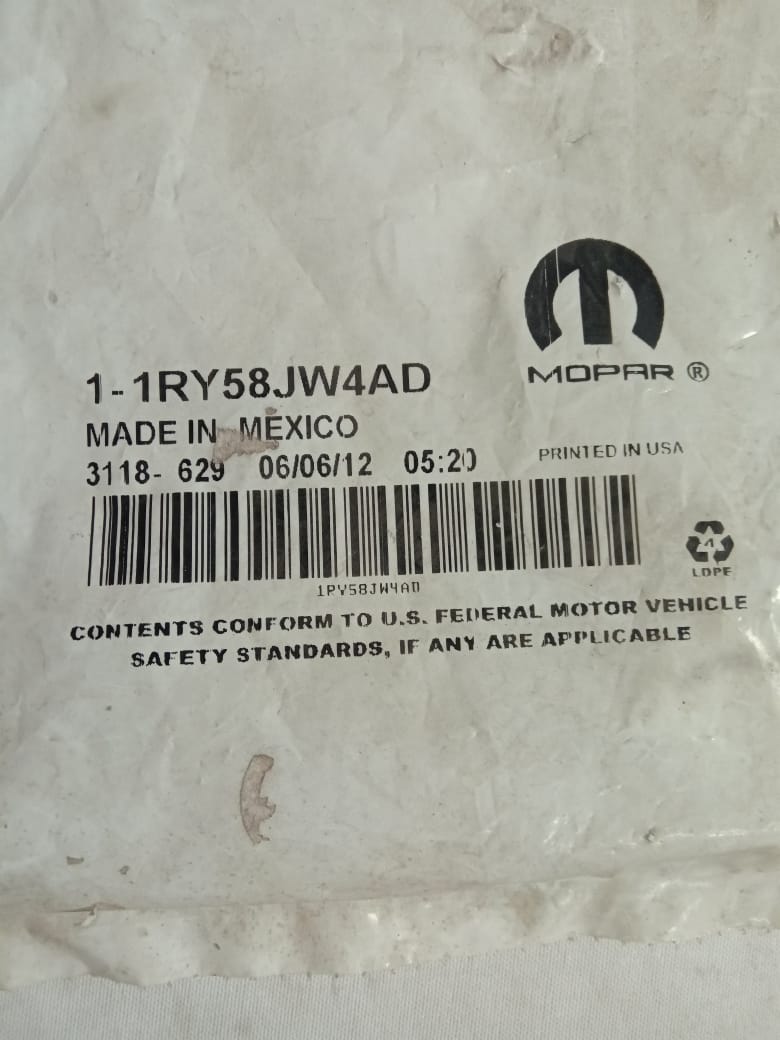 MOPAR ®
1-1RY58JW4AD
MADE IN MEXICO
3118- 629 06/06/12 05:20
PRINTED IN USA
1RY58JW4AD
4
LDPE
CONTENTS CONFORM TO U.S. FEDERAL MOTOR VEHICLE
SAFETY STANDARDS, IF ANY ARE APPLICABLE